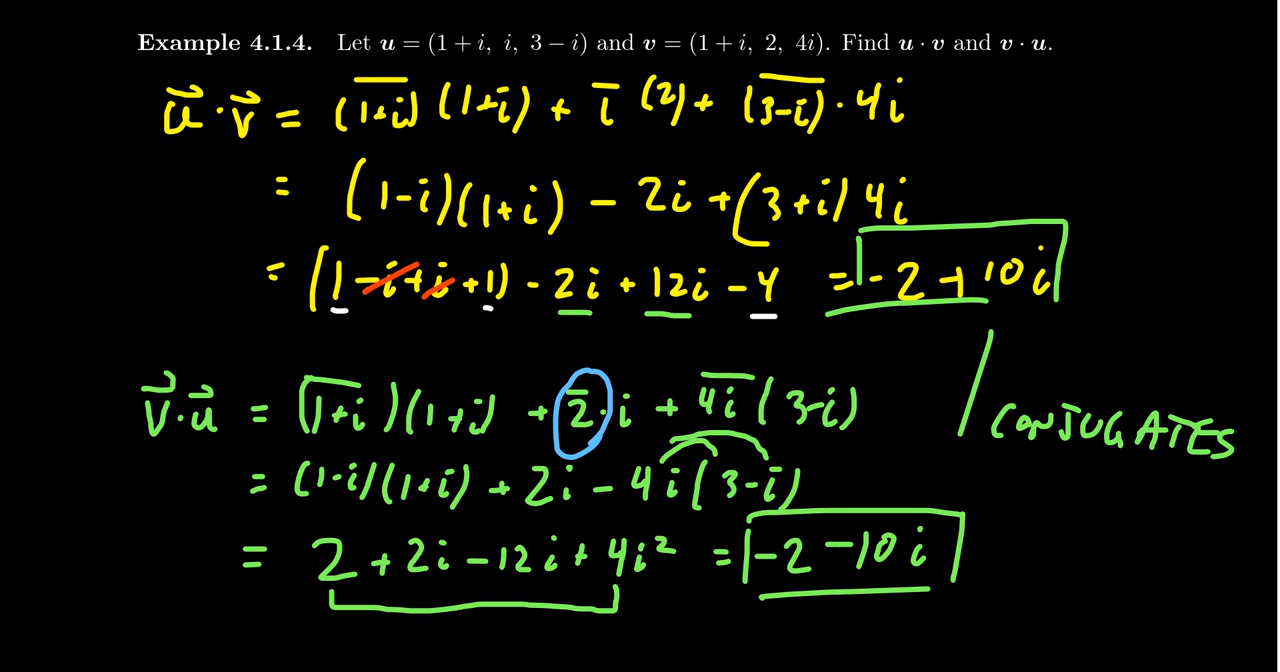 Example 4.1.4. Let u = (1 + i, i, 3 − i) and v = (1 + i, 2, 4i). Find u · v and v · u.
u⃗ · v⃗ = (1+i)̅ (1+i) + i̅ (2) + (3-i)̅ · 4i
= (1-i)(1+i) - 2i + (3+i) 4i
= (1 -i+i +1) - 2i + 12i - 4 = -2 + 10i
v⃗ · u⃗ = (1+i)̅ (1+i) + 2̅ · i + 4i̅ (3-i)
CONJUGATES
= (1-i)(1+i) + 2i - 4i(3-i)
= 2 + 2i - 12i + 4i² = -2 - 10i